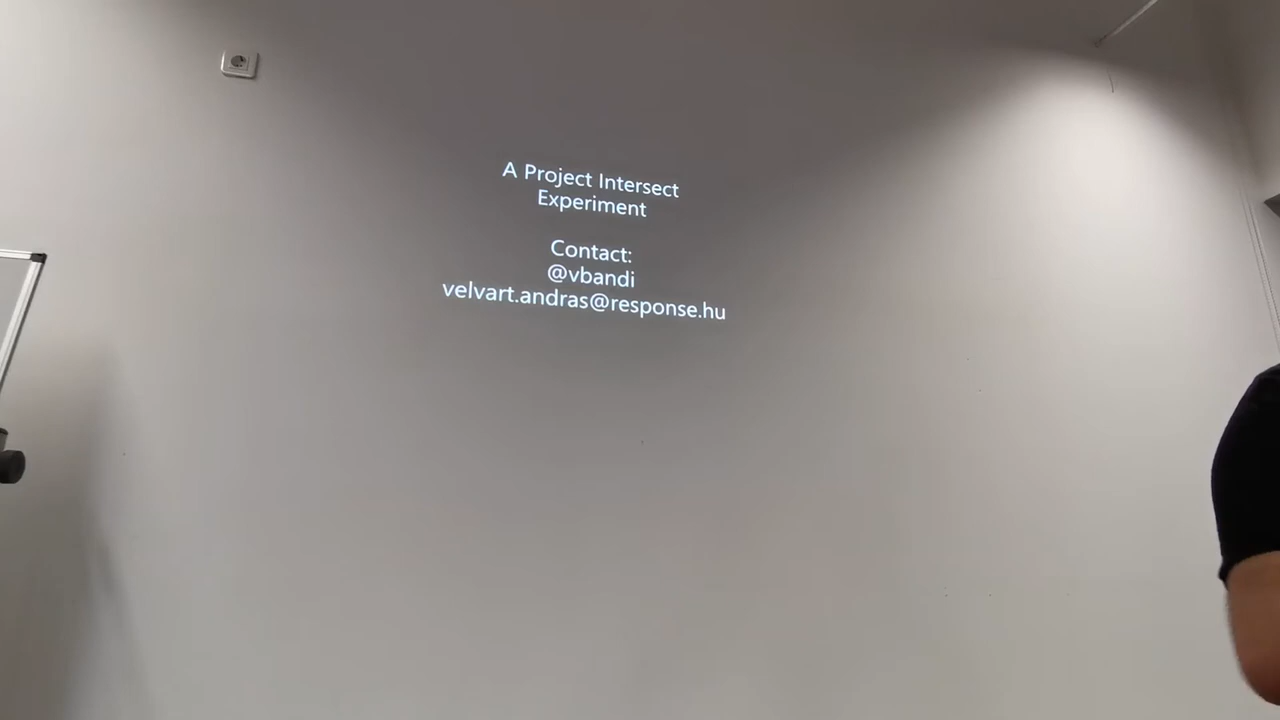 A Project Intersect
Experiment
Contact:
@vbandi
velvart.andras@response.hu